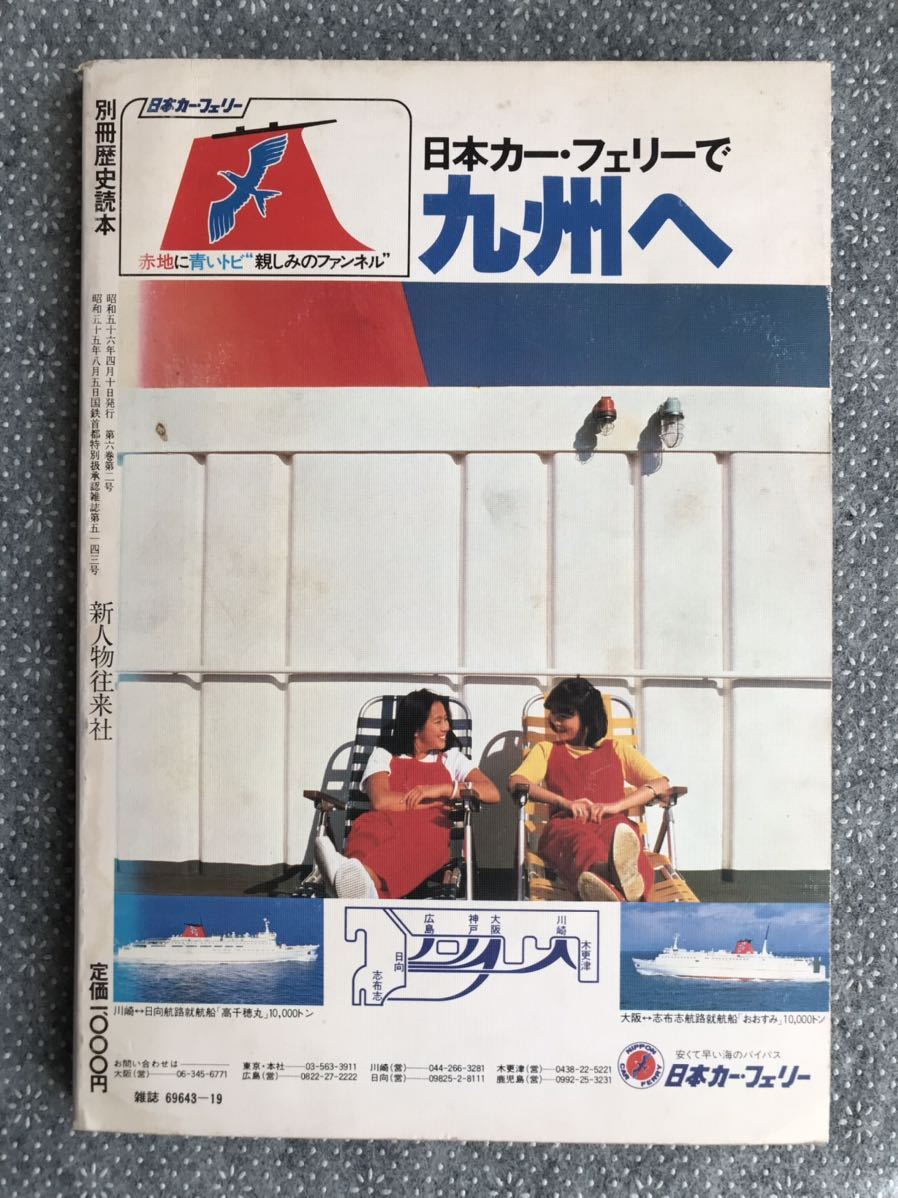 別冊歴史読本
昭和五十六年四月十日発行 第六巻第二号
昭和三十五年八月五日国鉄首都特別扱承認雑誌第五一四三号
新人物往来社
定価一〇〇〇円
日本カー・フェリー
赤地に青いトビ“親しみのファンネル”
日本カー・フェリーで
九州へ
広島
神戸
大阪
川崎
木更津
日向
志布志
川崎↔日向航路就航船「高千穂丸」10,000トン
大阪↔志布志航路就航船「おおすみ」10,000トン
お問い合わせは
東京・本社 03-563-3911 川崎(営) 044-266-3281 木更津(営) 0438-22-5221
大阪(営) 06-345-6771 広島(営) 0822-27-2222 日向(営) 09825-2-8111 鹿児島(営) 0992-25-3231
NIPPON CAR FERRY
安くて早い海のバイパス
日本カー・フェリー
雑誌 69643-19